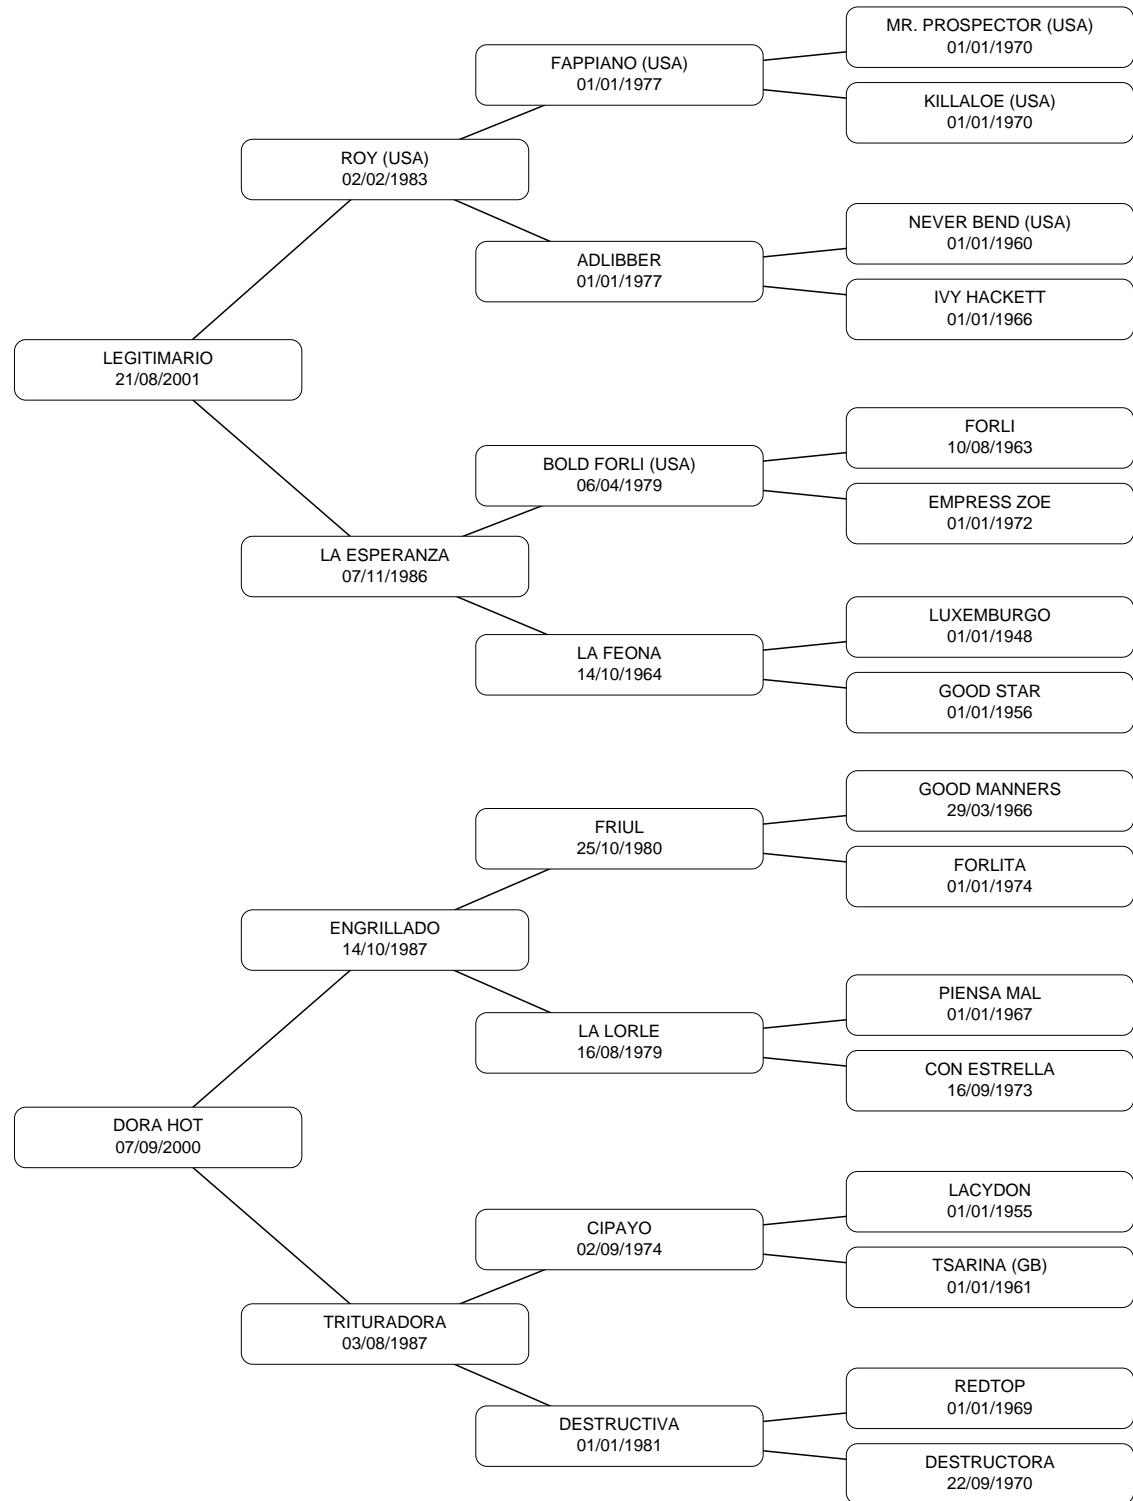 MR. PROSPECTOR (USA)
01/01/1970
FAPPIANO (USA)
01/01/1977
KILLALOE (USA)
01/01/1970
ROY (USA)
02/02/1983
NEVER BEND (USA)
01/01/1960
ADLIBBER
01/01/1977
IVY HACKETT
01/01/1966
LEGITIMARIO
21/08/2001
FORLI
10/08/1963
BOLD FORLI (USA)
06/04/1979
EMPRESS ZOE
01/01/1972
LA ESPERANZA
07/11/1986
LUXEMBURGO
01/01/1948
LA FEONA
14/10/1964
GOOD STAR
01/01/1956
GOOD MANNERS
29/03/1966
FRIUL
25/10/1980
FORLITA
01/01/1974
ENGRILLADO
14/10/1987
PIENSA MAL
01/01/1967
LA LORLE
16/08/1979
CON ESTRELLA
16/09/1973
DORA HOT
07/09/2000
LACYDON
01/01/1955
CIPAYO
02/09/1974
TSARINA (GB)
01/01/1961
TRITURADORA
03/08/1987
REDTOP
01/01/1969
DESTRUCTIVA
01/01/1981
DESTRUCTORA
22/09/1970